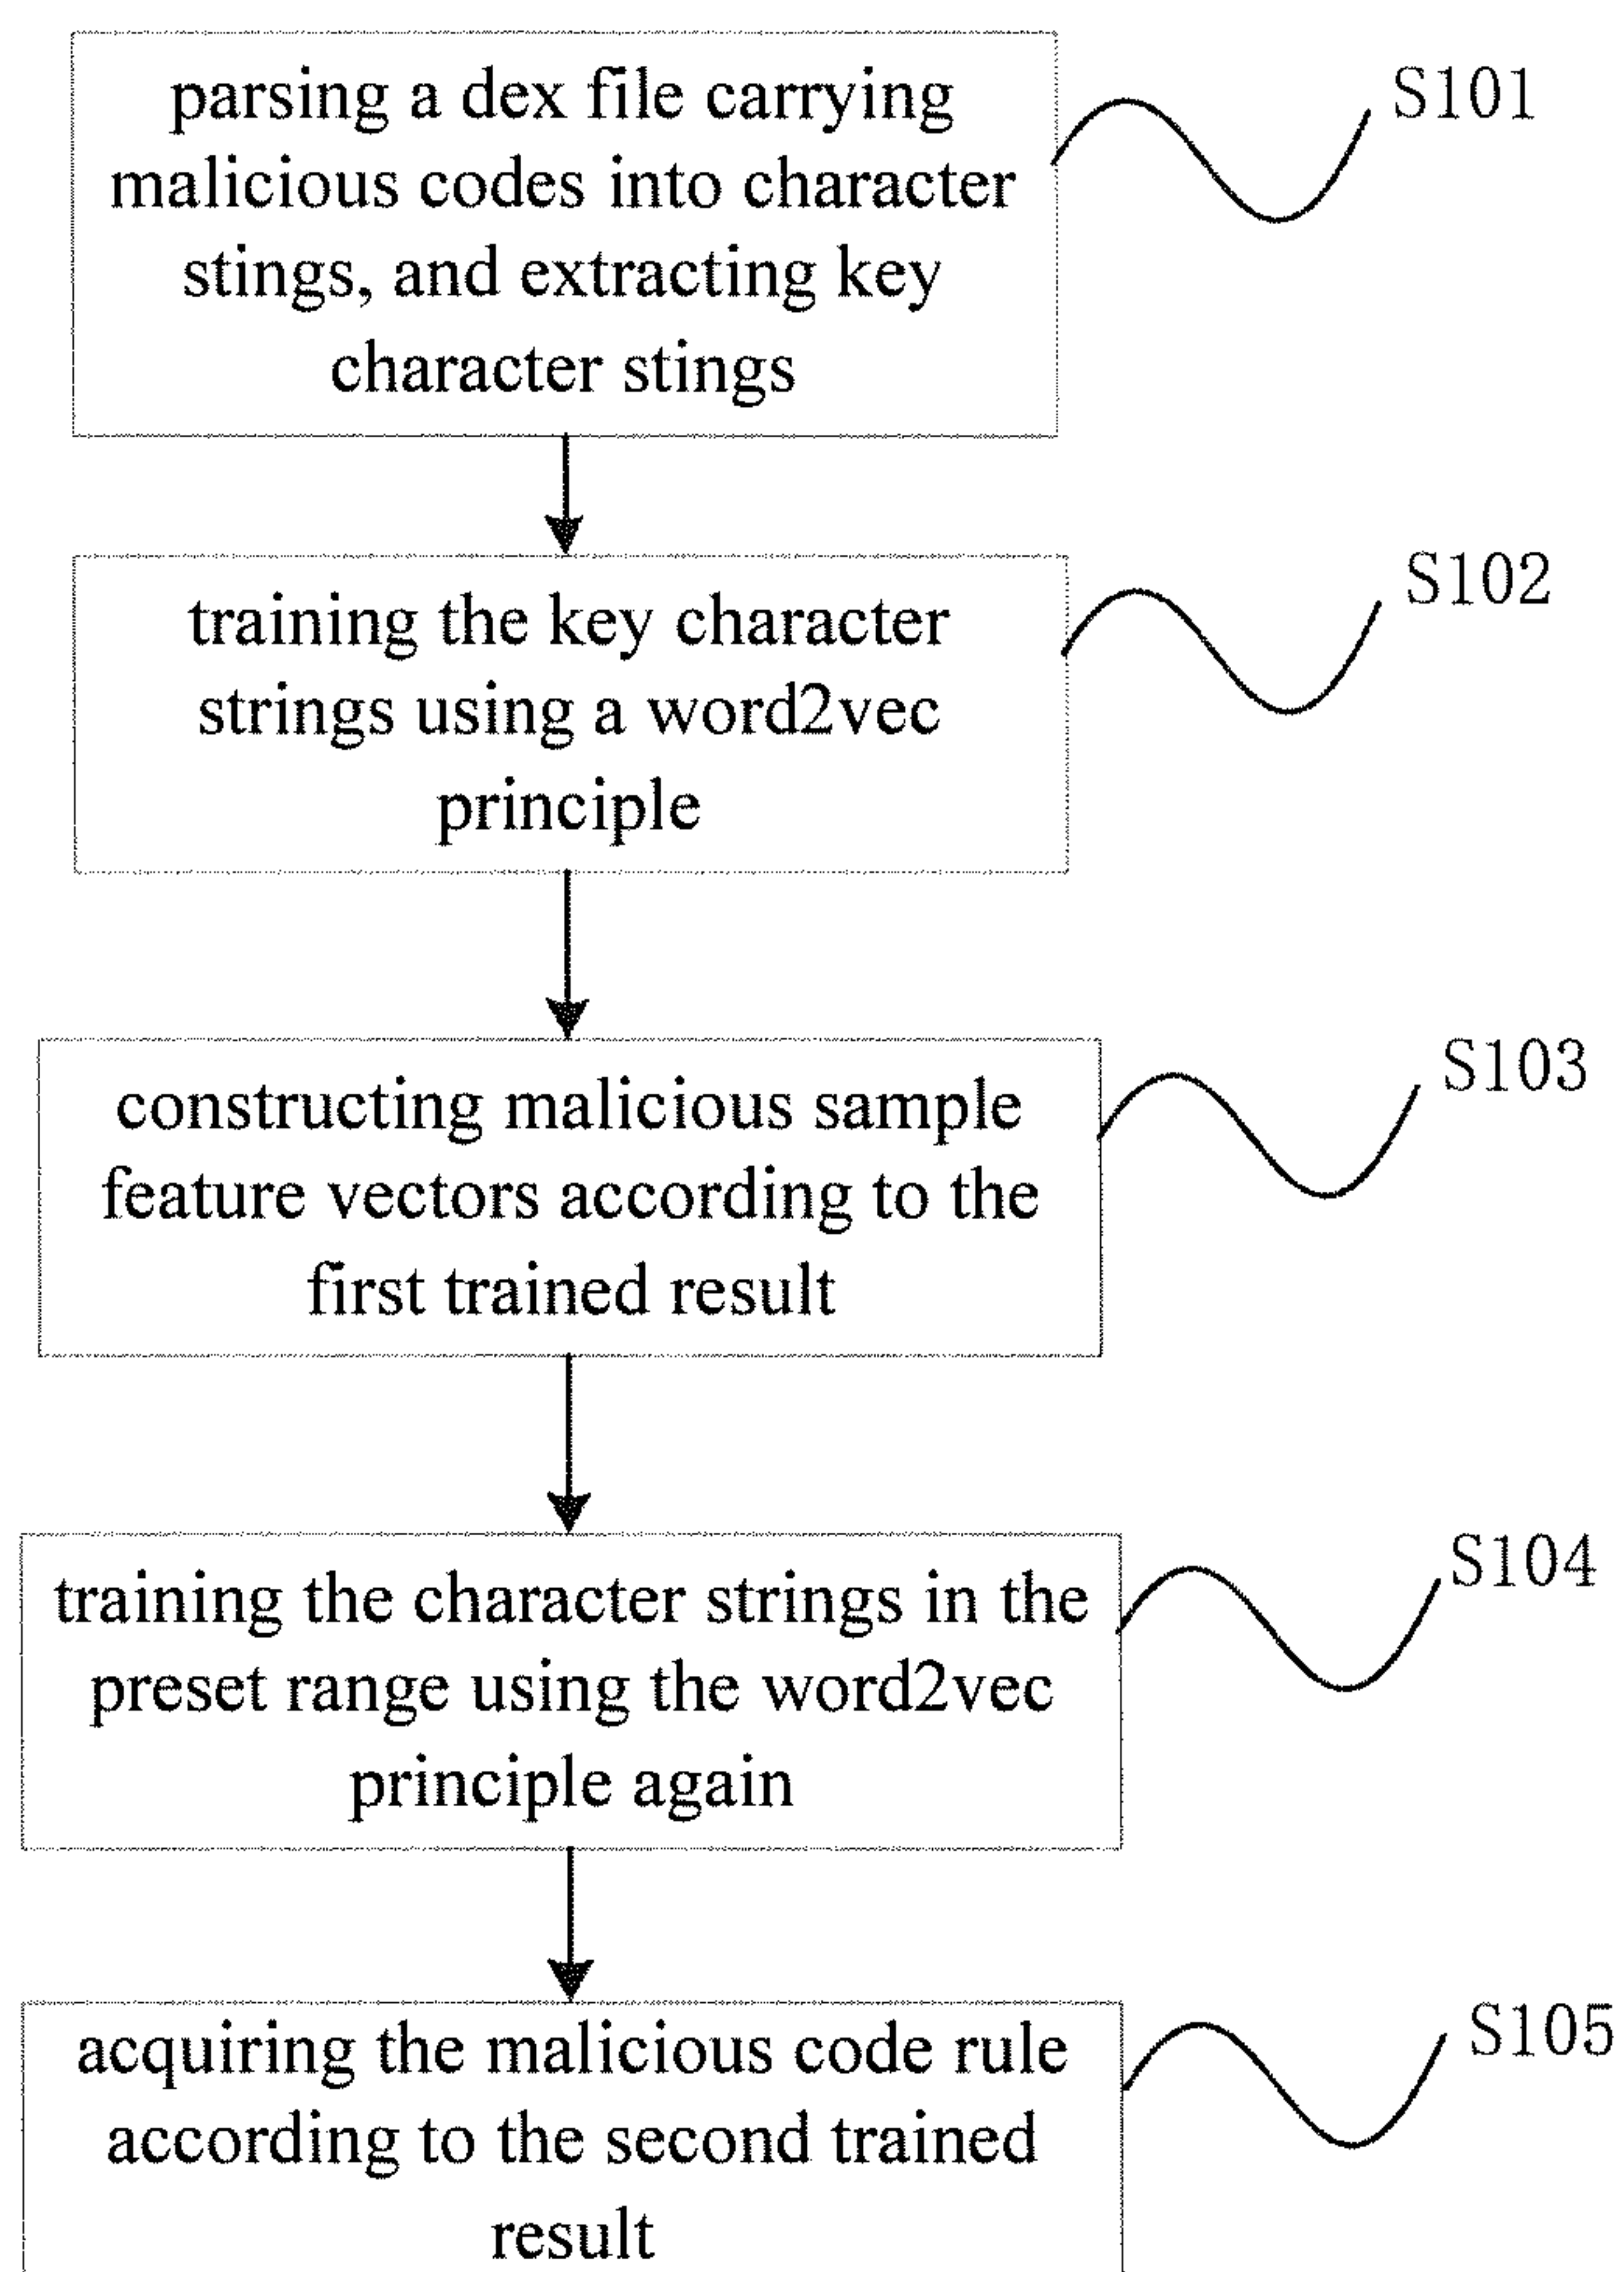 parsing a dex file carrying
malicious codes into character
stings, and extracting key
character stings
S101
training the key character
strings using a word2vec
principle
S102
constructing malicious sample
feature vectors according to the
first trained result
S103
training the character strings in the
preset range using the word2vec
principle again
S104
acquiring the malicious code rule
according to the second trained
result
S105